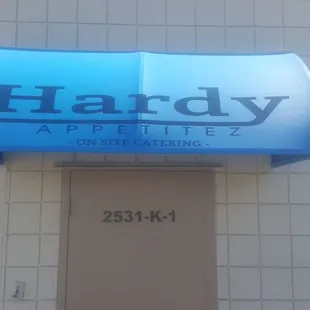 Hardy
APPETITEZ
- ON SITE CATERING -
2531-K-1